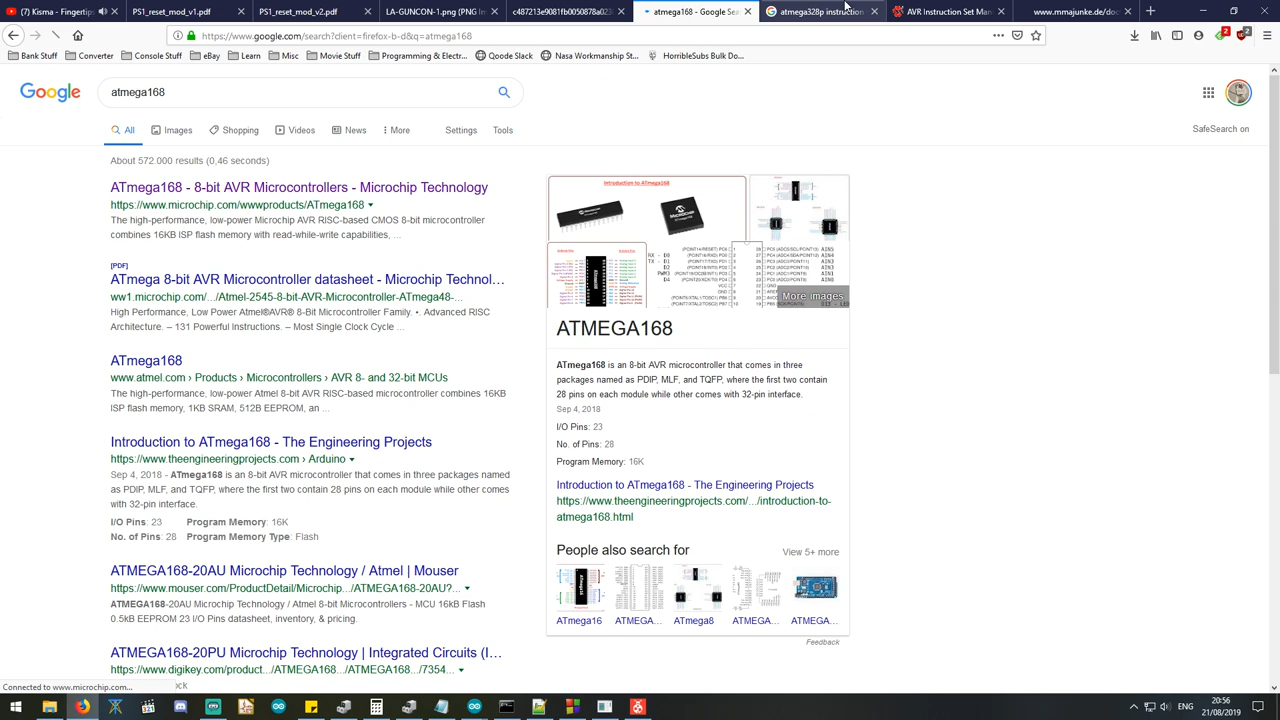 (7) Kisma - Fingertips
PS1_reset_mod_v1.pdf
PS1_reset_mod_v2.pdf
LA-GUNCON-1.png (PNG Im
c487213e9081fb0050878a023
atmega168 - Google Sea
atmega328p instruction
AVR Instruction Set Man
www.mmajunke.de/doc
https://www.google.com/search?client=firefox-b-d&q=atmega168
2
2
Bank Stuff
Converter
Console Stuff
eBay
Learn
Misc
Movie Stuff
Programming & Electr...
Qoode Slack
Nasa Workmanship St...
HorribleSubs Bulk Do...
Google
atmega168
All
Images
Shopping
Videos
News
More
Settings
Tools
SafeSearch on
About 572.000 results (0,46 seconds)
ATmega168 - 8-bit AVR Microcontrollers - Microchip Technology
https://www.microchip.com/wwwproducts/ATmega168
The high-performance, low-power Microchip AVR RISC-based CMOS 8-bit microcontroller
combines 16KB ISP flash memory with read-while-write capabilities, ...
[PDF]
ATmega 8-bit AVR Microcontroller datasheet - Microchip Technol...
ww1.microchip.com › .../Atmel-2545-8-bit-AVR-Microcontroller-ATmega48-...
High Performance, Low Power Atmel®AVR® 8-Bit Microcontroller Family. •. Advanced RISC
Architecture. – 131 Powerful Instructions. – Most Single Clock Cycle ...
ATmega168
www.atmel.com › Products › Microcontrollers › AVR 8- and 32-bit MCUs
The high-performance, low-power Atmel 8-bit AVR RISC-based microcontroller combines 16KB
ISP flash memory, 1KB SRAM, 512B EEPROM, an ...
Introduction to ATmega168 - The Engineering Projects
https://www.theengineeringprojects.com › Arduino
Sep 4, 2018 - ATmega168 is an 8-bit AVR microcontroller that comes in three packages named
as PDIP, MLF, and TQFP, where the first two contain 28 pins on each module while other comes
with 32-pin interface.
I/O Pins: 23 Program Memory: 16K
No. of Pins: 28 Program Memory Type: Flash
ATMEGA168-20AU Microchip Technology / Atmel | Mouser
https://www.mouser.com/ProductDetail/Microchip.../ATMEGA168-20AU?...
ATMEGA168-20AU Microchip Technology / Atmel 8-bit Microcontrollers - MCU 16kB Flash
0.5kB EEPROM 23 I/O Pins datasheet, inventory, & pricing.
ATMEGA168-20PU Microchip Technology | Integrated Circuits (I...
https://www.digikey.com/product.../ATMEGA168.../ATMEGA168.../7354...
Connected to www.microchip.com...
ock
Introduction to ATmega168
More images
ATMEGA168
ATmega168 is an 8-bit AVR microcontroller that comes in three
packages named as PDIP, MLF, and TQFP, where the first two contain
28 pins on each module while other comes with 32-pin interface.
Sep 4, 2018
I/O Pins: 23
No. of Pins: 28
Program Memory: 16K
Introduction to ATmega168 - The Engineering Projects
https://www.theengineeringprojects.com/.../introduction-to-
atmega168.html
People also search for
View 5+ more
ATmega16
ATMEGA...
ATmega8
ATMEGA...
ATMEGA...
Feedback
ENG
20:56
21/08/2019